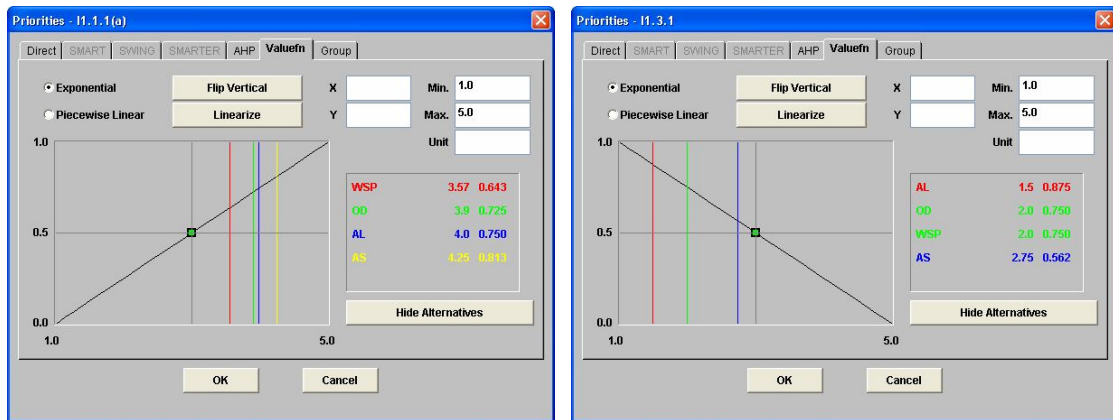 Priorities - I1.1.1(a)
Direct SMART SWING SMARTER AHP Valuefn Group
Exponential Flip Vertical X Min. 1.0
Piecewise Linear Linearize Y Max. 5.0
Unit
1.0
WSP 3.57 0.643
OD 3.9 0.725
0.5
AL 4.0 0.750
AS 4.25 0.813
Hide Alternatives
0.0
1.0 5.0
OK Cancel
Priorities - I1.3.1
Direct SMART SWING SMARTER AHP Valuefn Group
Exponential Flip Vertical X Min. 1.0
Piecewise Linear Linearize Y Max. 5.0
Unit
1.0
AL 1.5 0.875
OD 2.0 0.750
0.5
WSP 2.0 0.750
AS 2.75 0.562
Hide Alternatives
0.0
1.0 5.0
OK Cancel